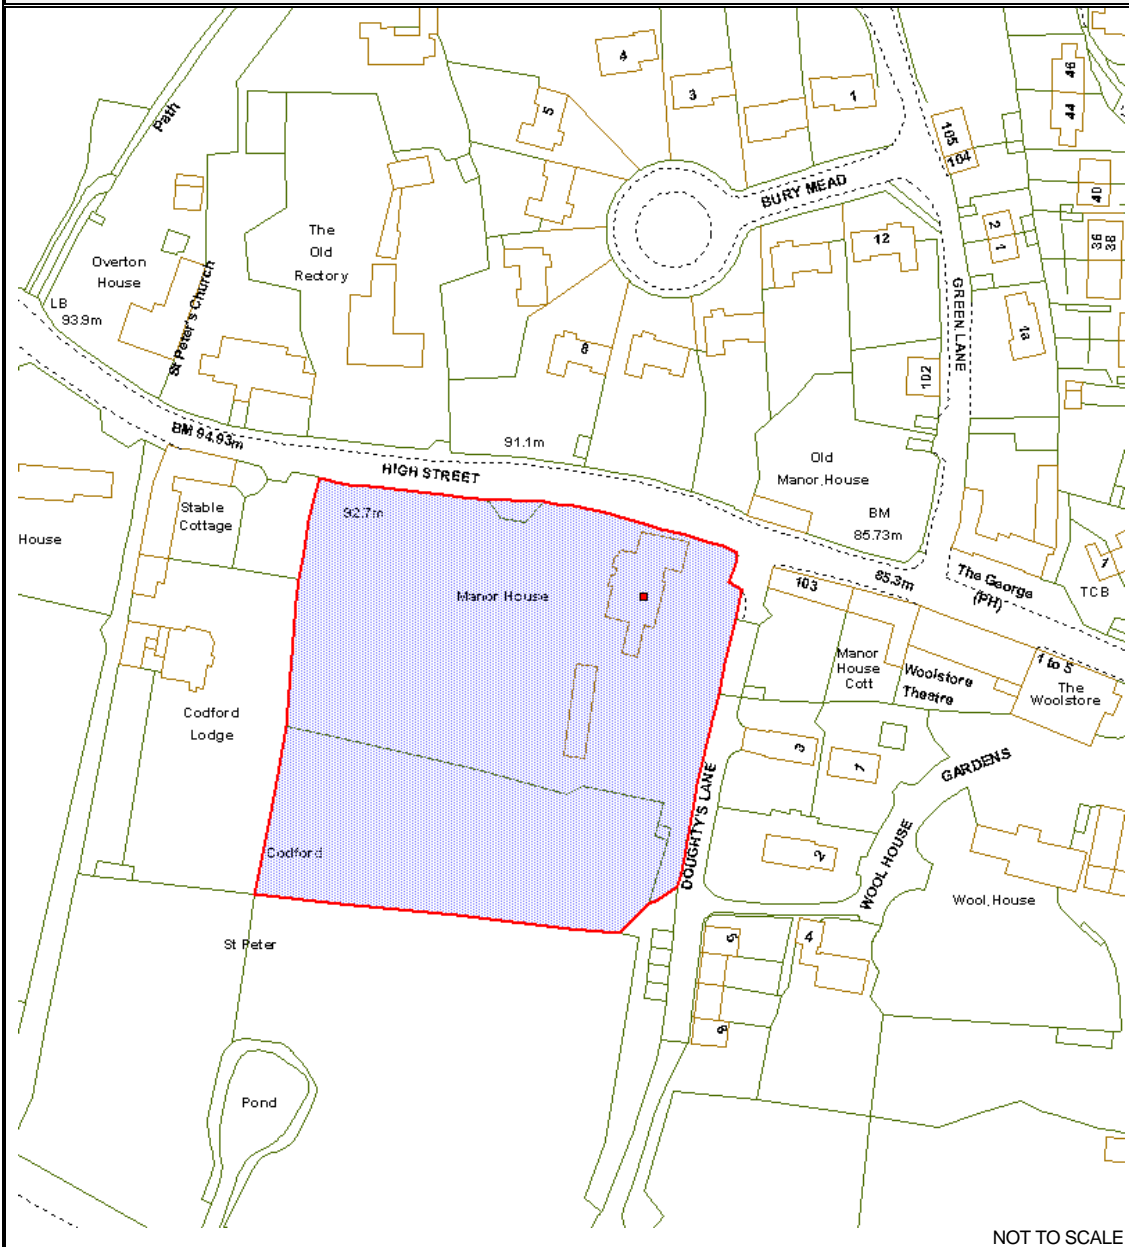 4
3
1
5
Path
105
104
46
44
40
36
38
BURY MEAD
2
1
The
Old
Rectory
Overton
House
LB
93.9m
St Peter's Church
12
GREEN LANE
1a
8
102
BM 94.93m
91.1m
HIGH STREET
Old
Manor House
BM
85.73m
Stable
Cottage
92.7m
House
Manor House
103
85.3m
The George
(PH)
1
TCB
Manor
House
Cott
Woolstore
Theatre
1 to 5
The
Woolstore
Codford
Lodge
3
1
GARDENS
DOUGHTY'S LANE
2
WOOL HOUSE
Codford
Wool House
St Peter
5
4
Pond
NOT TO SCALE